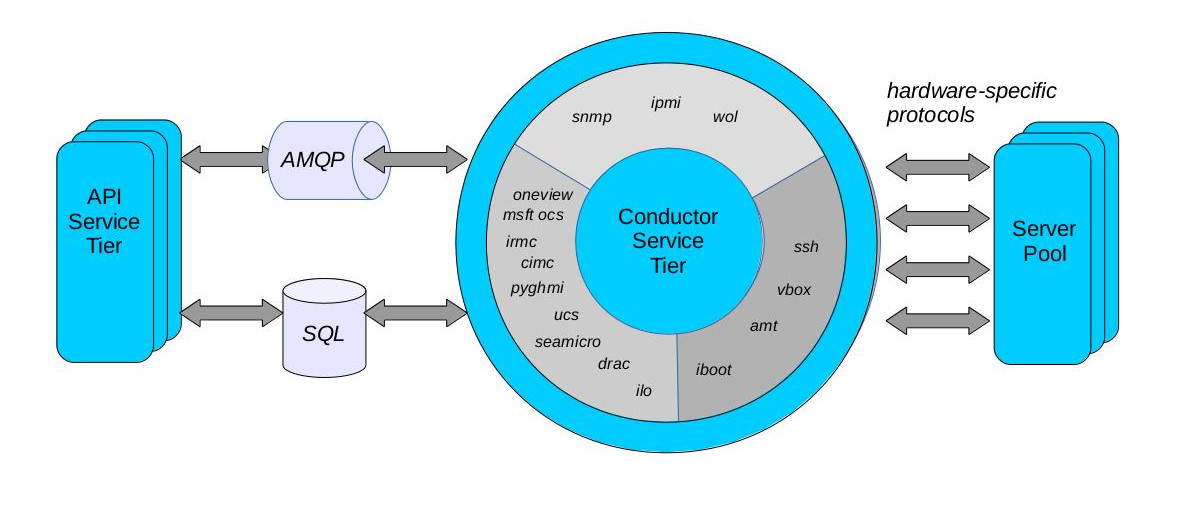 API
Service
Tier
AMQP
SQL
snmp
ipmi
wol
oneview
msft ocs
irmc
cimc
pyghmi
ucs
seamicro
drac
ilo
Conductor
Service
Tier
ssh
vbox
amt
iboot
hardware-specific
protocols
Server
Pool